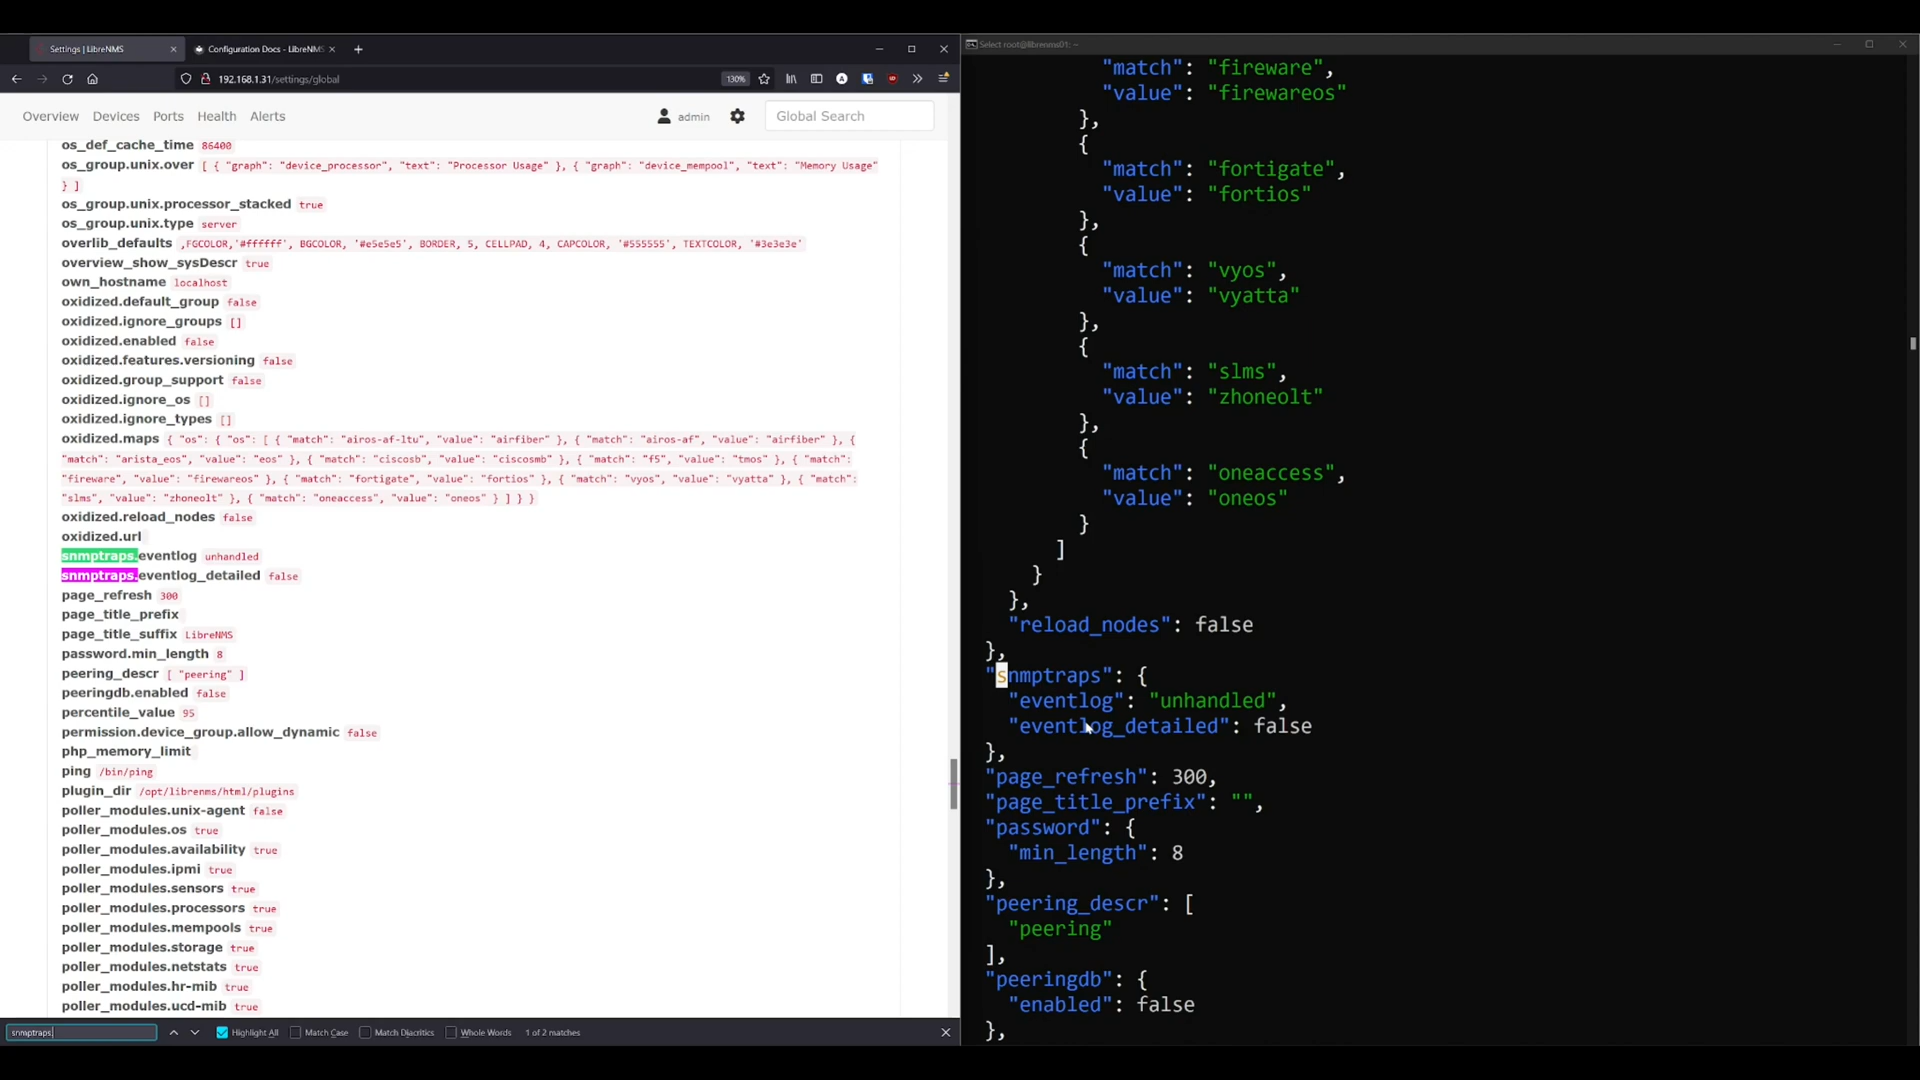 Settings | LibreNMS
Configuration Docs - LibreNMS
192.168.1.31/settings/global
130%
Overview Devices Ports Health Alerts
admin
Global Search
os_def_cache_time 86400
os_group.unix.over [ { "graph": "device_processor", "text": "Processor Usage" }, { "graph": "device_mempool", "text": "Memory Usage"
} ]
os_group.unix.processor_stacked true
os_group.unix.type server
overlib_defaults ,FGCOLOR,'#ffffff', BGCOLOR, '#e5e5e5', BORDER, 5, CELLPAD, 4, CAPCOLOR, '#555555', TEXTCOLOR, '#3e3e3e'
overview_show_sysDescr true
own_hostname localhost
oxidized.default_group false
oxidized.ignore_groups []
oxidized.enabled false
oxidized.features.versioning false
oxidized.group_support false
oxidized.ignore_os []
oxidized.ignore_types []
oxidized.maps { "os": { "os": [ { "match": "airos-af-ltu", "value": "airfiber" }, { "match": "airos-af", "value": "airfiber" }, {
"match": "arista_eos", "value": "eos" }, { "match": "ciscosb", "value": "ciscosmb" }, { "match": "f5", "value": "tmos" }, { "match":
"fireware", "value": "firewareos" }, { "match": "fortigate", "value": "fortios" }, { "match": "vyos", "value": "vyatta" }, { "match":
"slms", "value": "zhoneolt" }, { "match": "oneaccess", "value": "oneos" } ] } }
oxidized.reload_nodes false
oxidized.url
snmptraps.eventlog unhandled
snmptraps.eventlog_detailed false
page_refresh 300
page_title_prefix
page_title_suffix LibreNMS
password.min_length 8
peering_descr [ "peering" ]
peeringdb.enabled false
percentile_value 95
permission.device_group.allow_dynamic false
php_memory_limit
ping /bin/ping
plugin_dir /opt/librenms/html/plugins
poller_modules.unix-agent false
poller_modules.os true
poller_modules.availability true
poller_modules.ipmi true
poller_modules.sensors true
poller_modules.processors true
poller_modules.mempools true
poller_modules.storage true
poller_modules.netstats true
poller_modules.hr-mib true
poller_modules.ucd-mib true
snmptraps.
Highlight All Match Case Match Diacritics Whole Words 1 of 2 matches
Select root@librenms01: ~
"match": "fireware",
"value": "firewareos"
},
{
"match": "fortigate",
"value": "fortios"
},
{
"match": "vyos",
"value": "vyatta"
},
{
"match": "slms",
"value": "zhoneolt"
},
{
"match": "oneaccess",
"value": "oneos"
}
]
}
},
"reload_nodes": false
},
"snmptraps": {
"eventlog": "unhandled",
"eventlog_detailed": false
},
"page_refresh": 300,
"page_title_prefix": "",
"password": {
"min_length": 8
},
"peering_descr": [
"peering"
],
"peeringdb": {
"enabled": false
},